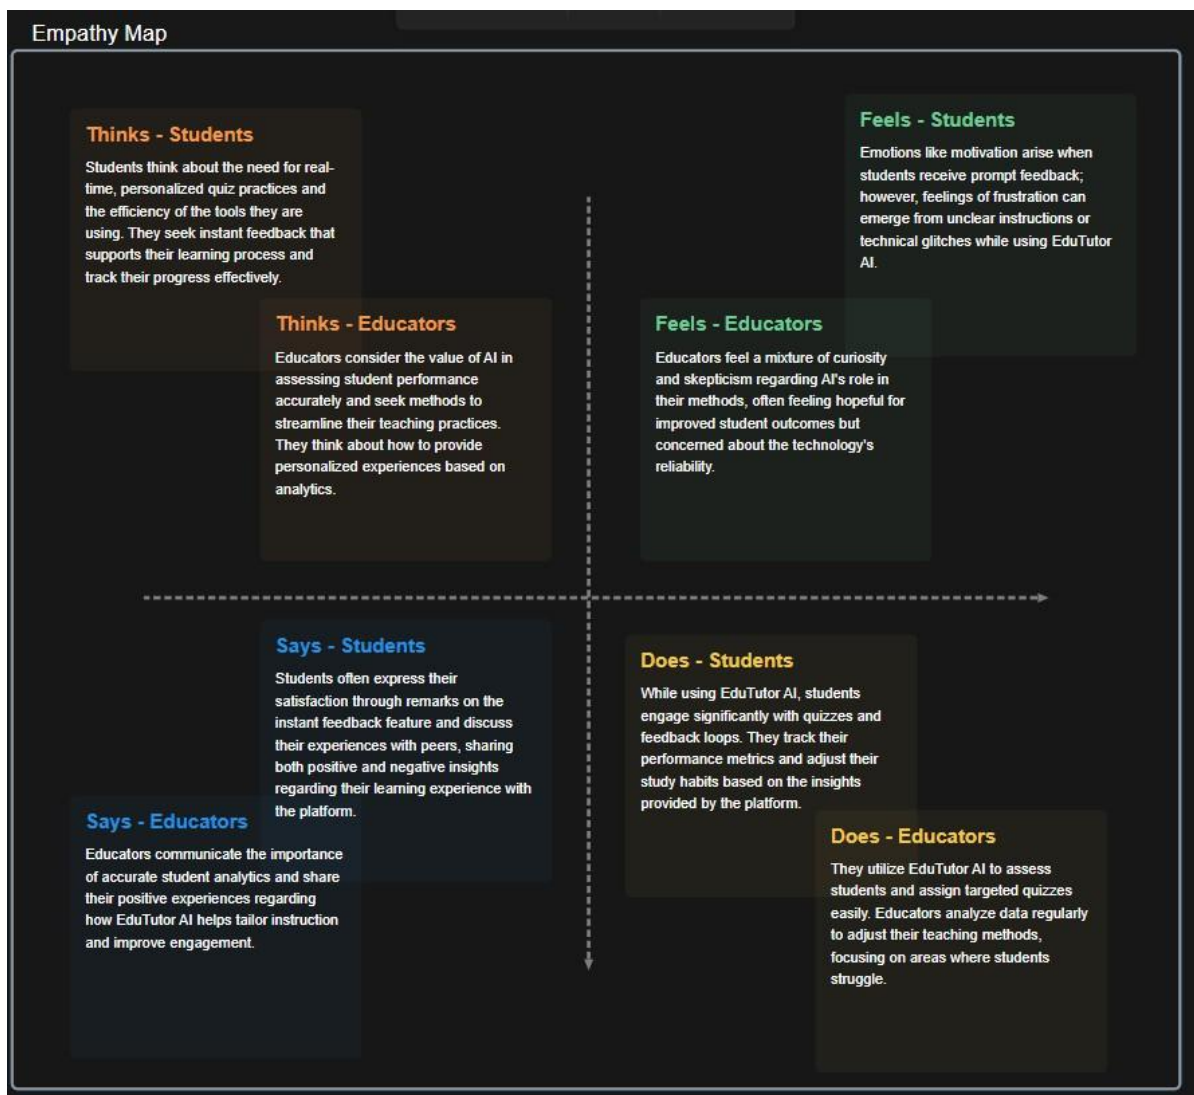 Empathy Map
Thinks - Students
Students think about the need for real-
time, personalized quiz practices and
the efficiency of the tools they are
using. They seek instant feedback that
supports their learning process and
track their progress effectively.
Thinks - Educators
Educators consider the value of AI in
assessing student performance
accurately and seek methods to
streamline their teaching practices.
They think about how to provide
personalized experiences based on
analytics.
Feels - Students
Emotions like motivation arise when
students receive prompt feedback;
however, feelings of frustration can
emerge from unclear instructions or
technical glitches while using EduTutor
AI.
Feels - Educators
Educators feel a mixture of curiosity
and skepticism regarding AI's role in
their methods, often feeling hopeful for
improved student outcomes but
concerned about the technology's
reliability.
Says - Students
Students often express their
satisfaction through remarks on the
instant feedback feature and discuss
their experiences with peers, sharing
both positive and negative insights
regarding their learning experience with
the platform.
Says - Educators
Educators communicate the importance
of accurate student analytics and share
their positive experiences regarding
how EduTutor AI helps tailor instruction
and improve engagement.
Does - Students
While using EduTutor AI, students
engage significantly with quizzes and
feedback loops. They track their
performance metrics and adjust their
study habits based on the insights
provided by the platform.
Does - Educators
They utilize EduTutor AI to assess
students and assign targeted quizzes
easily. Educators analyze data regularly
to adjust their teaching methods,
focusing on areas where students
struggle.